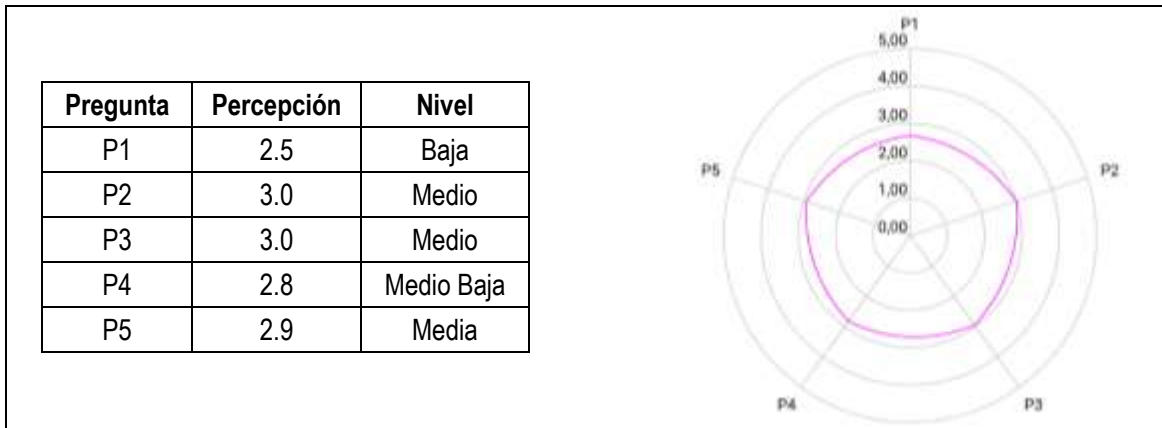 Pregunta Percepción Nivel
P1 2.5 Baja
P2 3.0 Medio
P3 3.0 Medio
P4 2.8 Medio Baja
P5 2.9 Media
P1
5,00
4,00
3,00
2,00
1,00
0,00
P5
P2
P4
P3